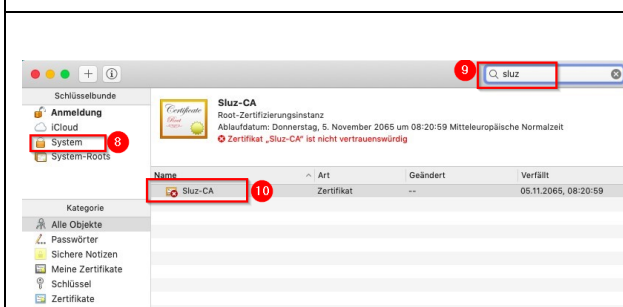 9
sluz
Schlüsselbunde
Anmeldung
iCloud
System
8
System-Roots
Certificate
Root
Sluz-CA
Root-Zertifizierungsinstanz
Ablaufdatum: Donnerstag, 5. November 2065 um 08:20:59 Mitteleuropäische Normalzeit
Zertifikat „Sluz-CA“ ist nicht vertrauenswürdig
Name Art Geändert Verfällt
Sluz-CA 10 Zertifikat -- 05.11.2065, 08:20:59
Kategorie
Alle Objekte
Passwörter
Sichere Notizen
Meine Zertifikate
Schlüssel
Zertifikate